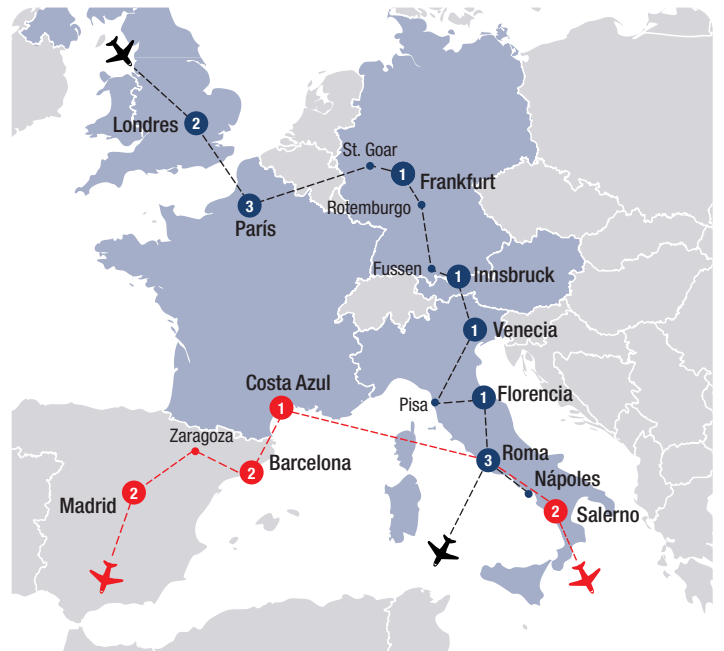 Londres 2
3
París
St. Goar
1
Frankfurt
Rotemburgo
Fussen
1 Innsbruck
1
Venecia
Costa Azul
1
Pisa
1 Florencia
Zaragoza
2 Barcelona
3 Roma
Nápoles
Madrid 2
2 Salerno